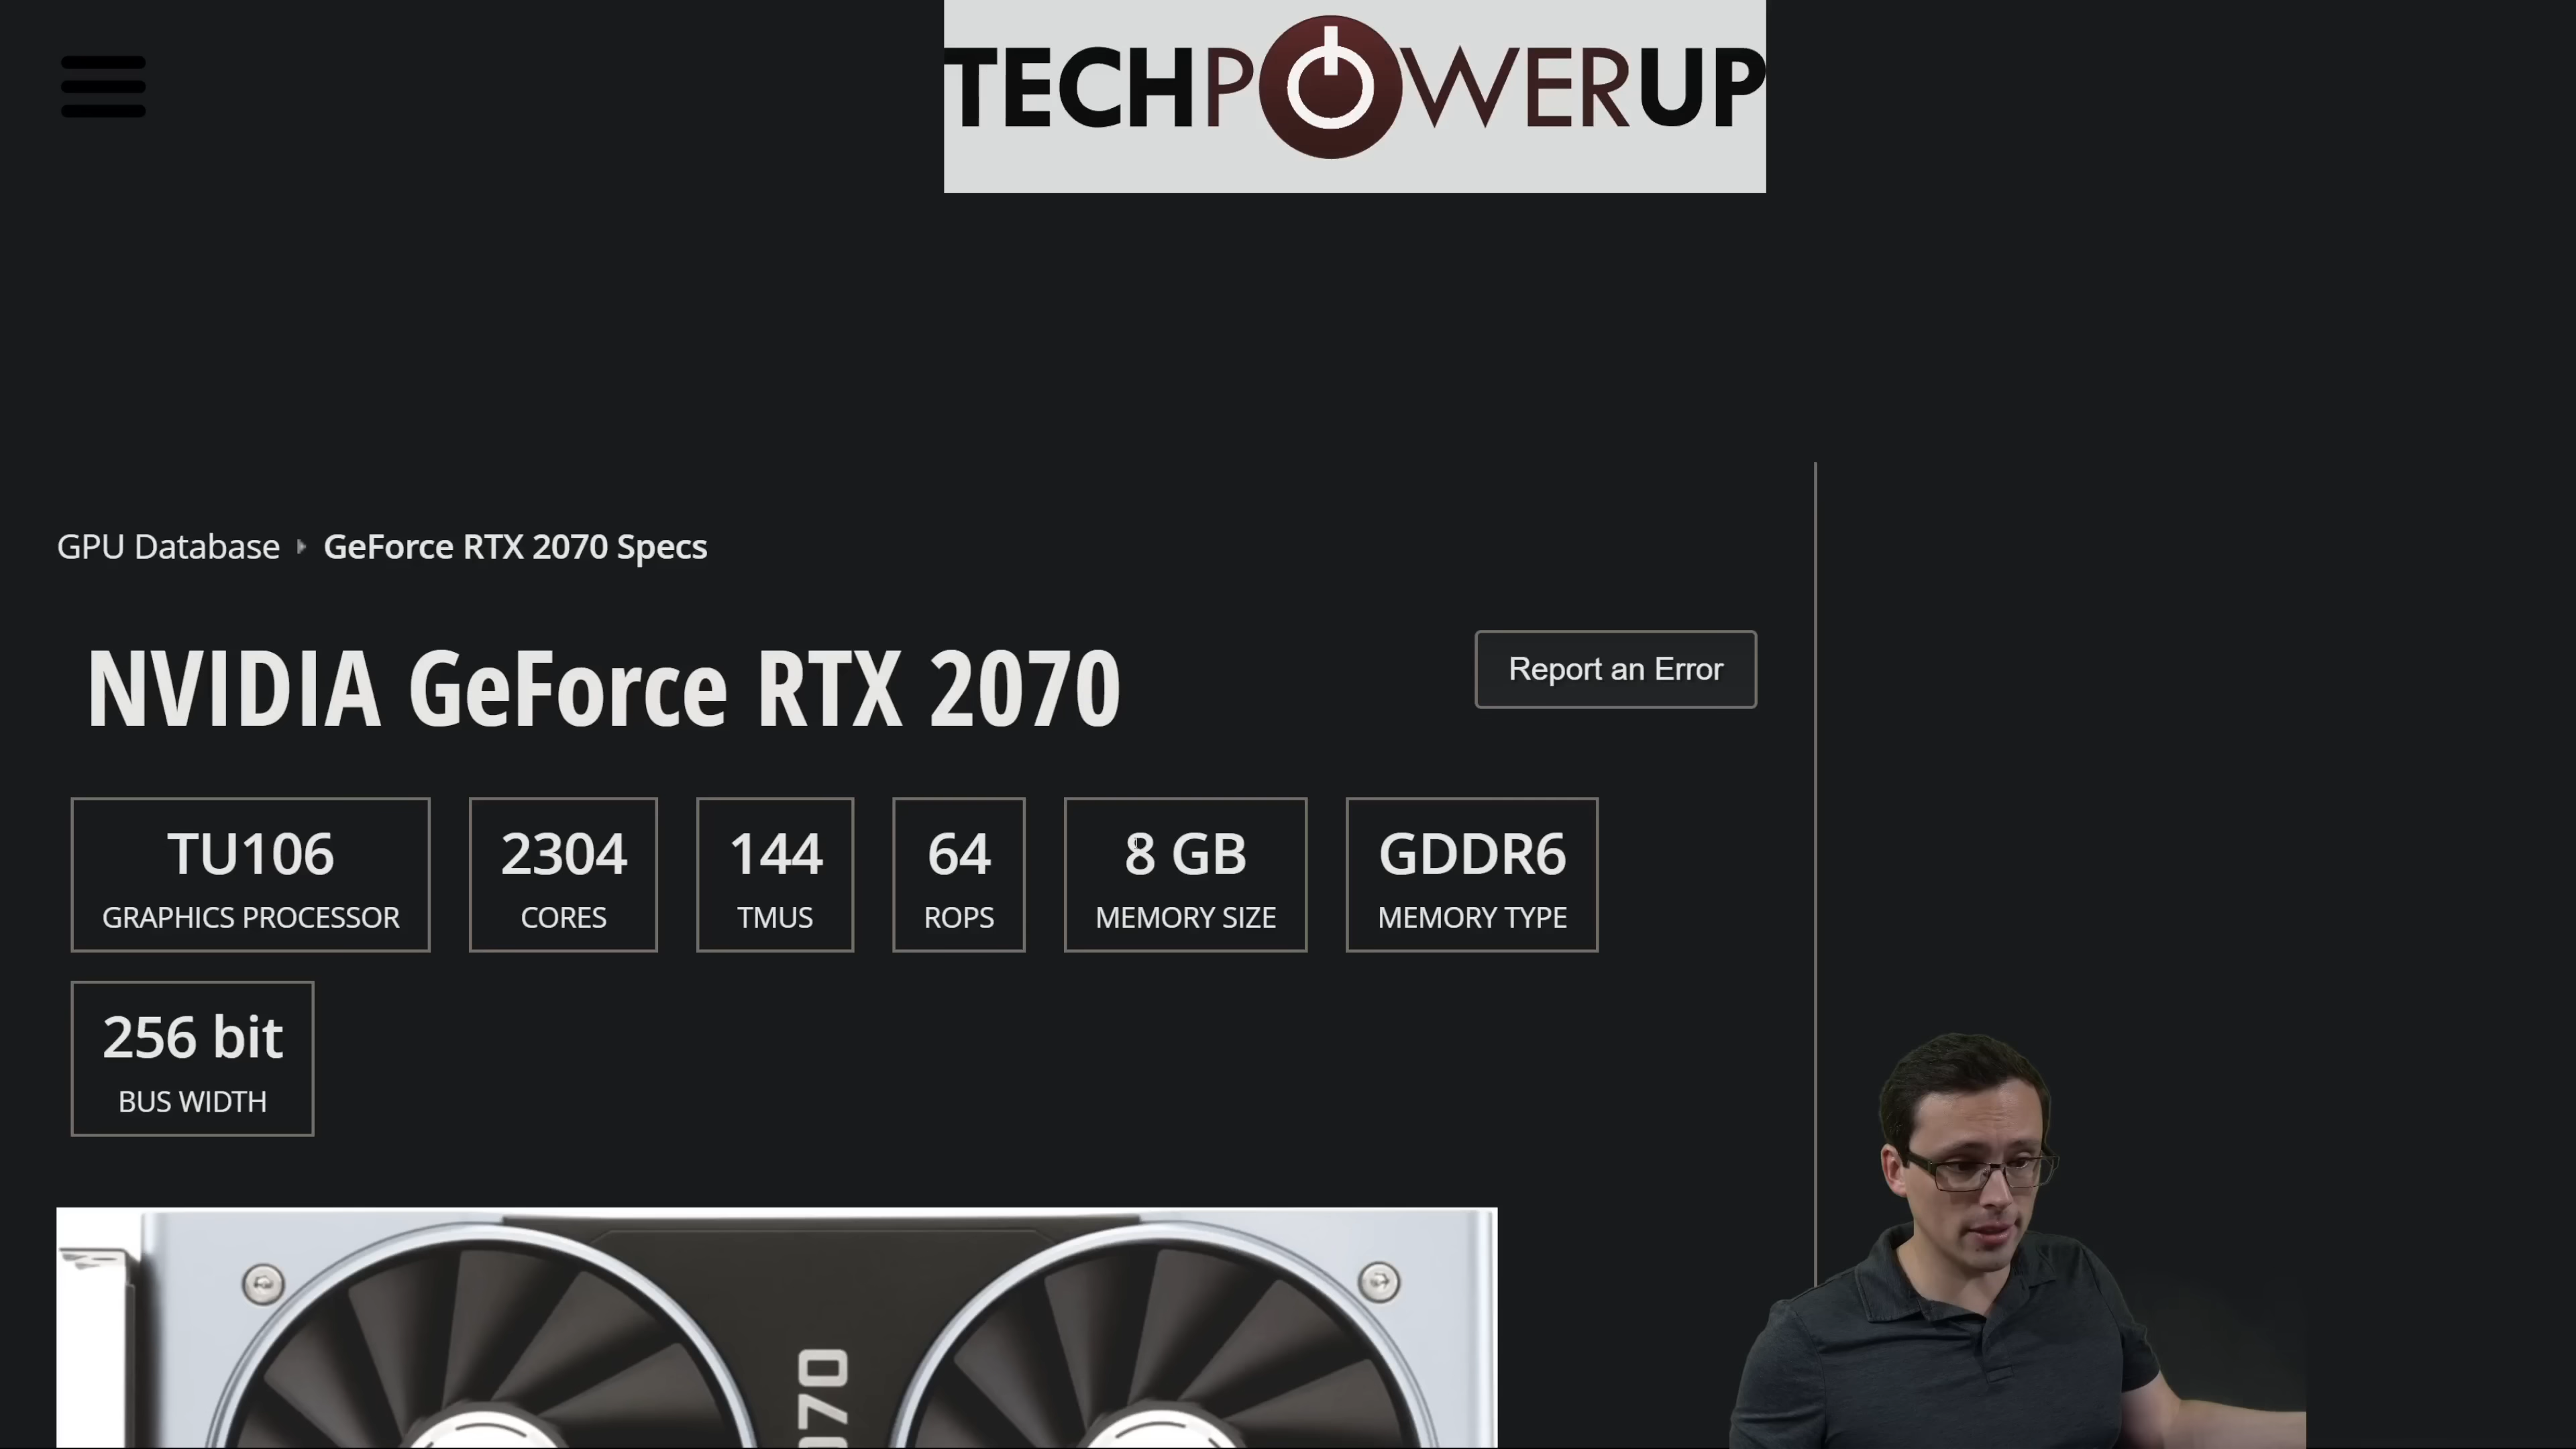 TECHPOWERUP
GPU Database ▸ GeForce RTX 2070 Specs
NVIDIA GeForce RTX 2070
Report an Error
TU106
GRAPHICS PROCESSOR
2304
CORES
144
TMUS
64
ROPS
8 GB
MEMORY SIZE
GDDR6
MEMORY TYPE
256 bit
BUS WIDTH
070